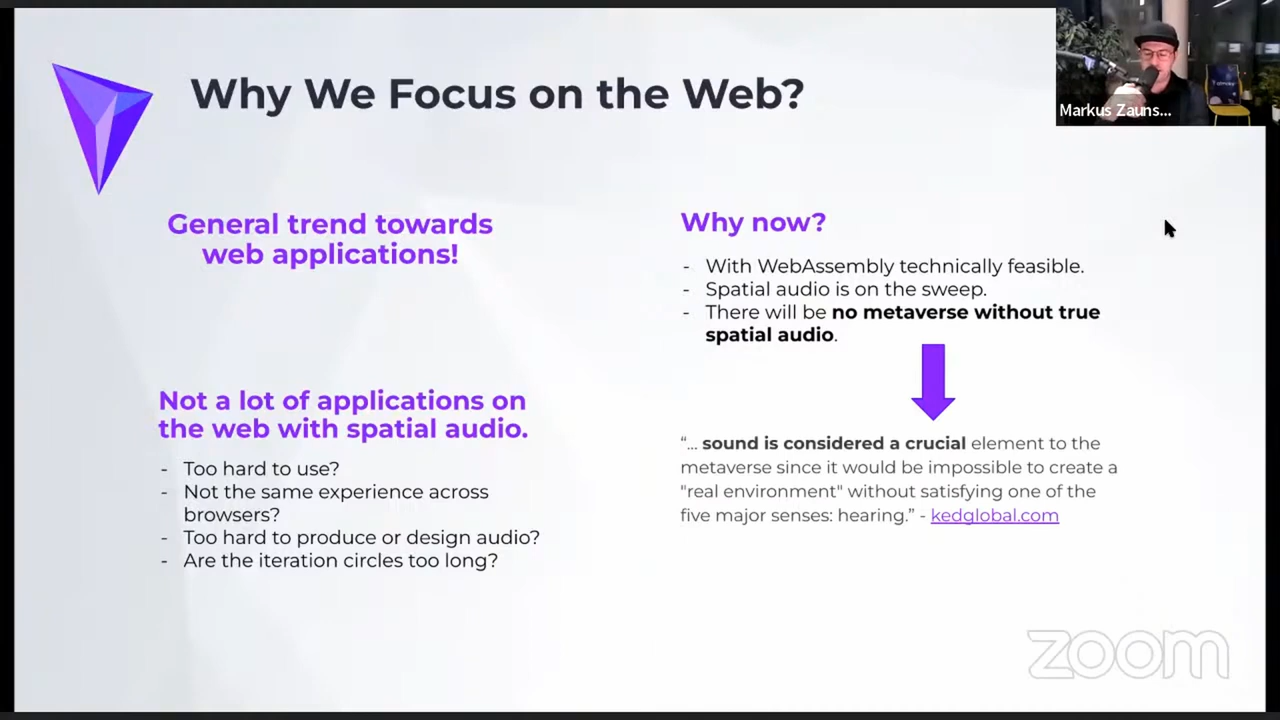 Why We Focus on the Web?
Markus Zauns...
General trend towards
web applications!
Not a lot of applications on
the web with spatial audio.
- Too hard to use?
- Not the same experience across
browsers?
- Too hard to produce or design audio?
- Are the iteration circles too long?
Why now?
- With WebAssembly technically feasible.
- Spatial audio is on the sweep.
- There will be no metaverse without true
spatial audio.
“... sound is considered a crucial element to the
metaverse since it would be impossible to create a
"real environment" without satisfying one of the
five major senses: hearing.” - kedglobal.com
zoom